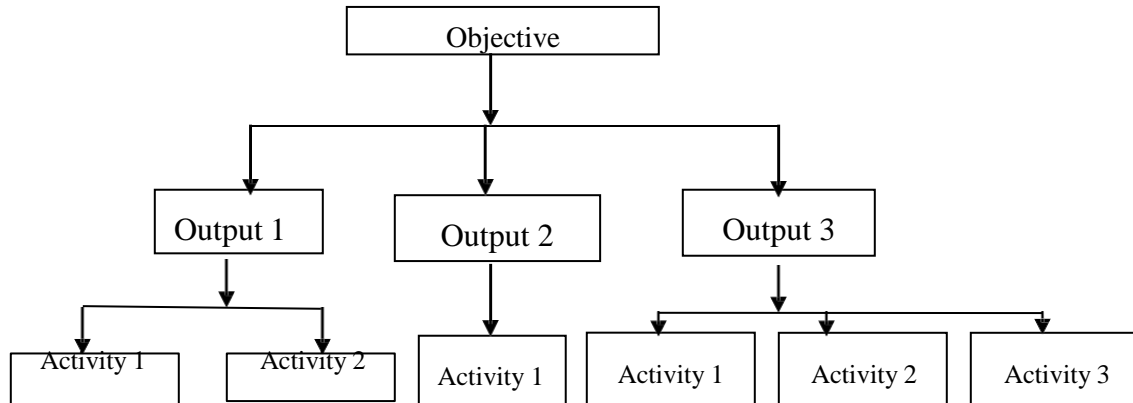 Objective
Output 1
Output 2
Output 3
Activity 1
Activity 2
Activity 1
Activity 1
Activity 2
Activity 3